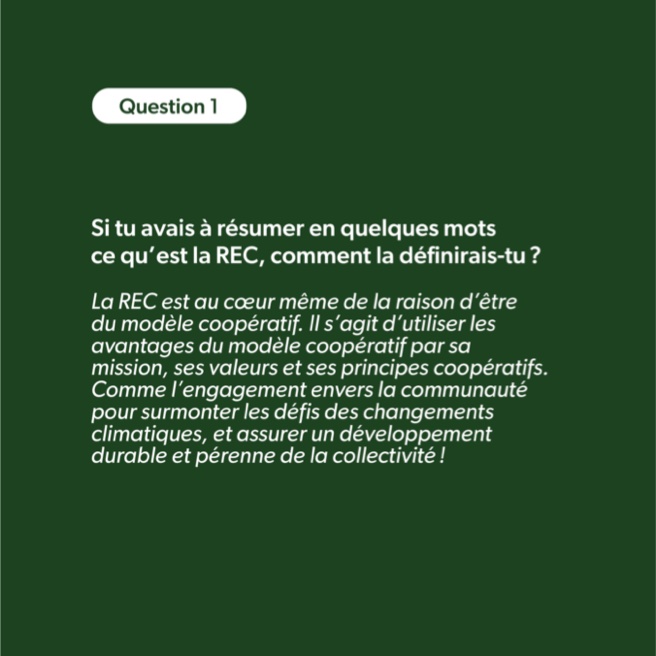 Question 1
Si tu avais à résumer en quelques mots
ce qu’est la REC, comment la définirais-tu ?
La REC est au cœur même de la raison d’être
du modèle coopératif. Il s’agit d’utiliser les
avantages du modèle coopératif par sa
mission, ses valeurs et ses principes coopératifs.
Comme l’engagement envers la communauté
pour surmonter les défis des changements
climatiques, et assurer un développement
durable et pérenne de la collectivité !